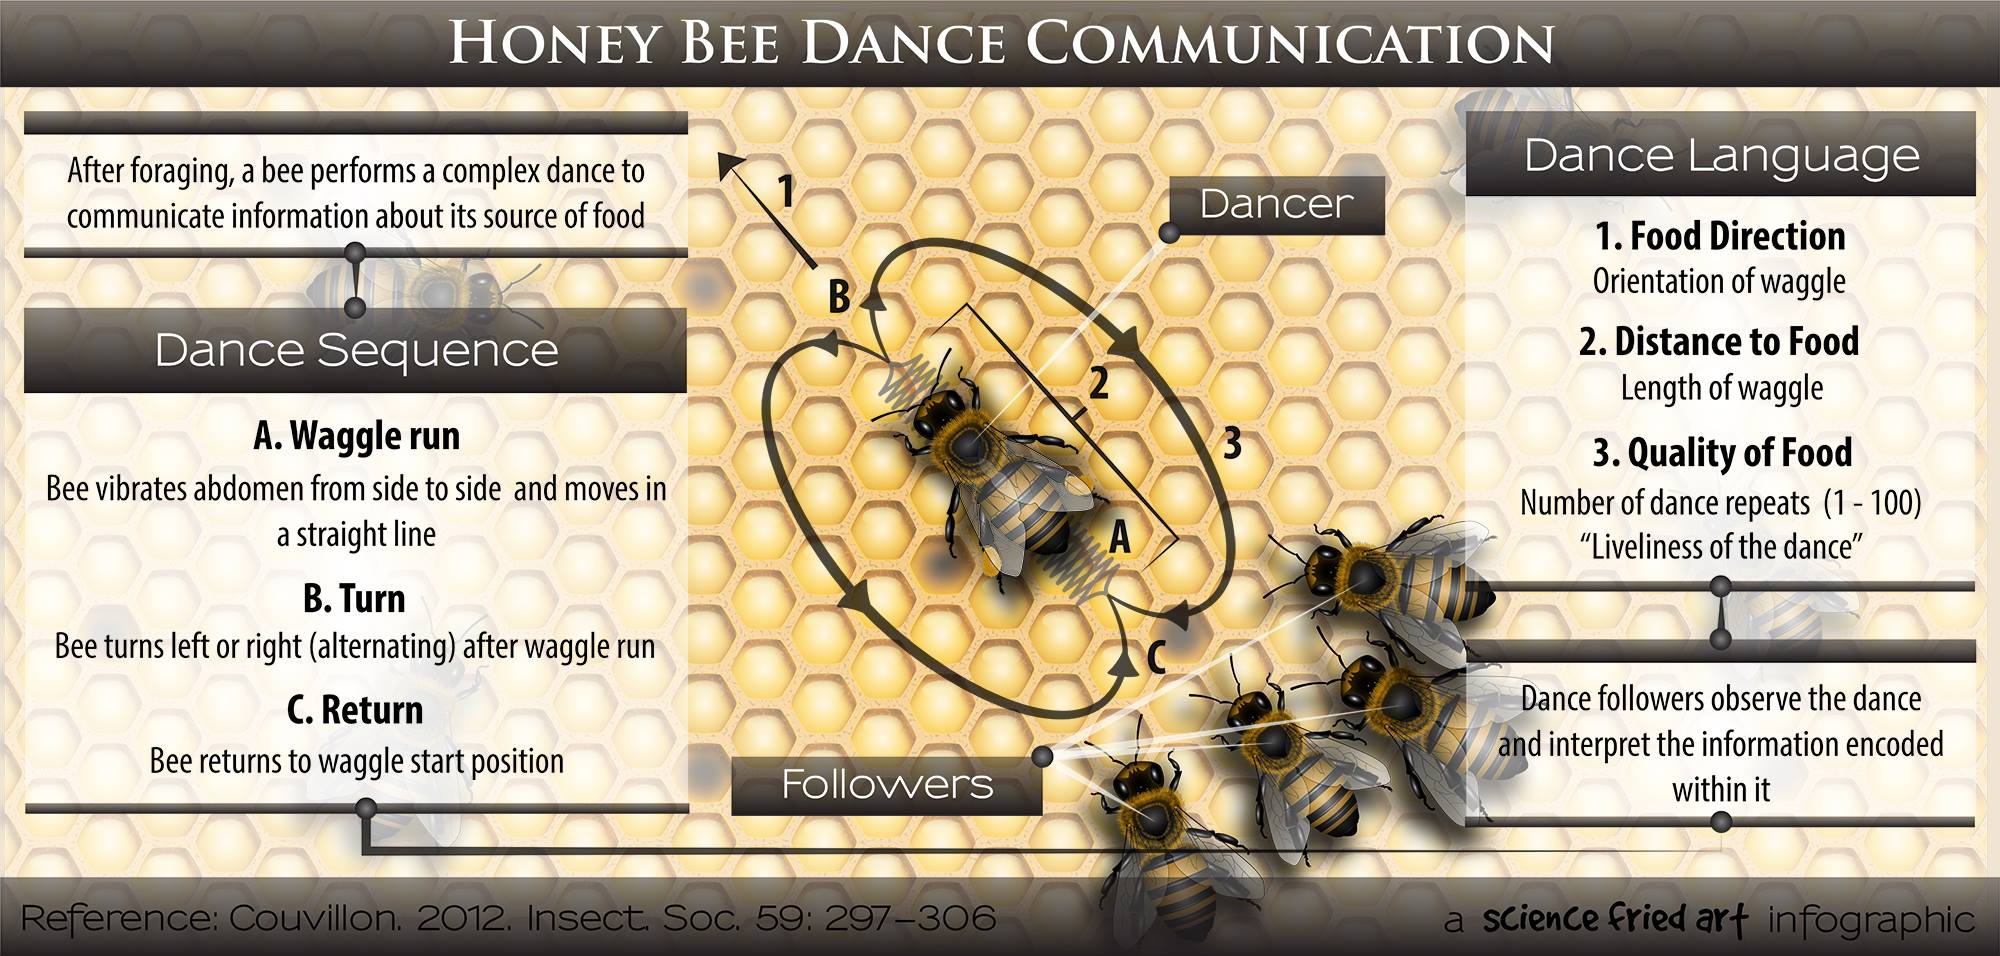 Honey Bee Dance Communication
After foraging, a bee performs a complex dance to
communicate information about its source of food
Dance Sequence
A. Waggle run
Bee vibrates abdomen from side to side and moves in
a straight line
B. Turn
Bee turns left or right (alternating) after waggle run
C. Return
Bee returns to waggle start position
1
B
Dancer
2
3
A
C
Followers
Dance Language
1. Food Direction
Orientation of waggle
2. Distance to Food
Length of waggle
3. Quality of Food
Number of dance repeats (1 - 100)
“Liveliness of the dance”
Dance followers observe the dance
and interpret the information encoded
within it
Reference: Couvillon. 2012. Insect. Soc. 59: 297–306
a science fried art infographic